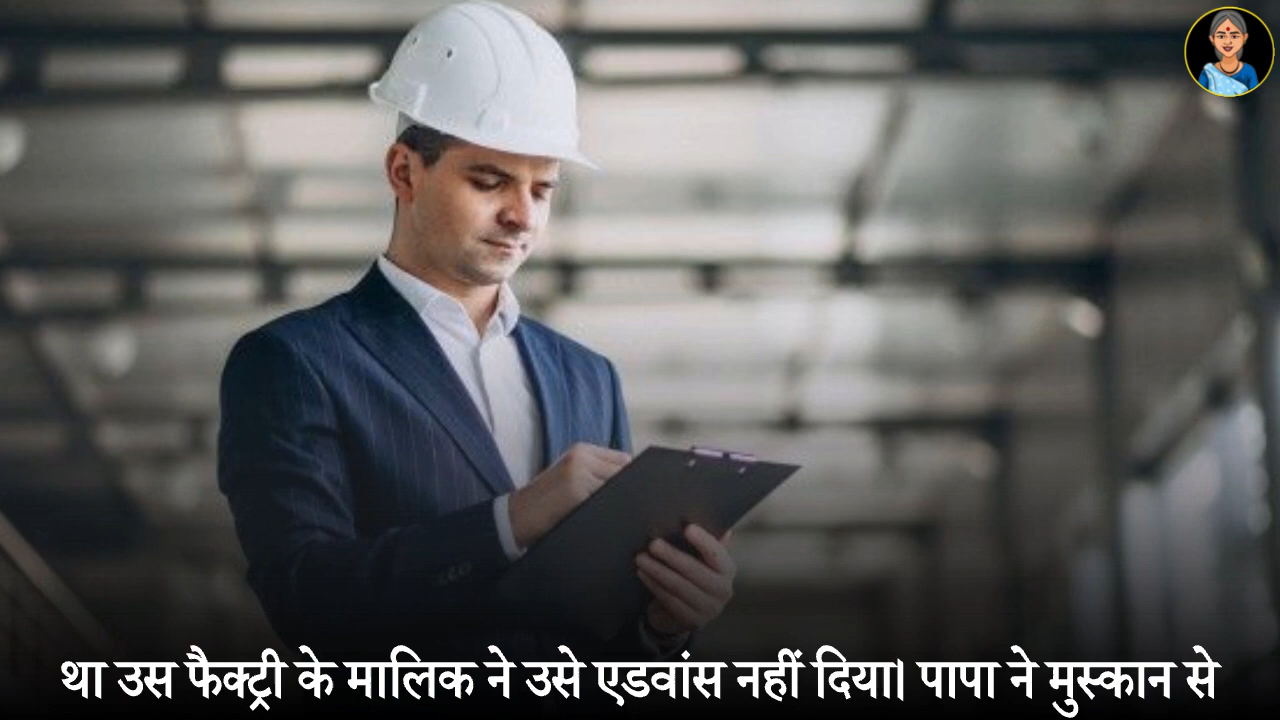 था उस फैक्ट्री के मालिक ने उसे एडवांस नहीं दिया। पापा ने मुस्कान से